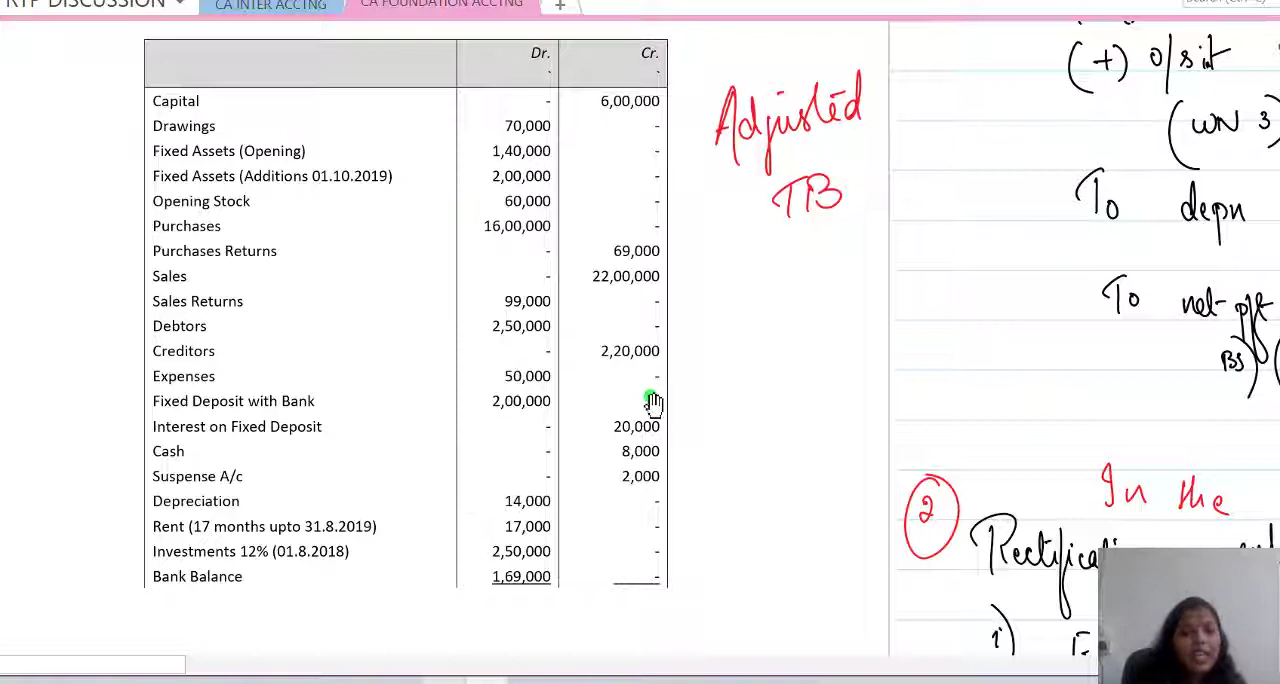 RTP DISCUSSION
CA INTER ACCTNG
CA FOUNDATION ACCTNG
+
Dr. Cr.
` `
Capital - 6,00,000
Drawings 70,000 -
Fixed Assets (Opening) 1,40,000 -
Fixed Assets (Additions 01.10.2019) 2,00,000 -
Opening Stock 60,000 -
Purchases 16,00,000 -
Purchases Returns - 69,000
Sales - 22,00,000
Sales Returns 99,000 -
Debtors 2,50,000 -
Creditors - 2,20,000
Expenses 50,000 -
Fixed Deposit with Bank 2,00,000
Interest on Fixed Deposit - 20,000
Cash - 8,000
Suspense A/c - 2,000
Depreciation 14,000 -
Rent (17 months upto 31.8.2019) 17,000 -
Investments 12% (01.8.2018) 2,50,000 -
Bank Balance 1,69,000 -
Adjusted
TB
(+) o/s int
(WN 3)
To depn
To net pft
BS)
2 In the
Rectificati
i)